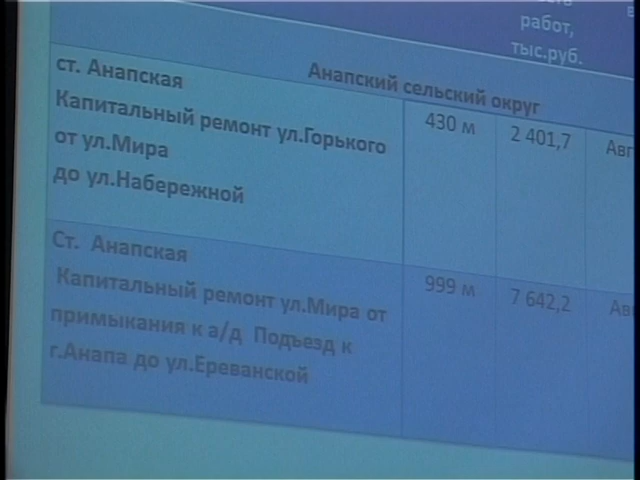 работ,
тыс.руб.
Анапский сельский округ
ст. Анапская
Капитальный ремонт ул.Горького
от ул.Мира
до ул.Набережной
430 м
2 401,7
Ст. Анапская
Капитальный ремонт ул.Мира от
примыкания к а/д Подъезд к
г.Анапа до ул.Ереванской
999 м
7 642,2